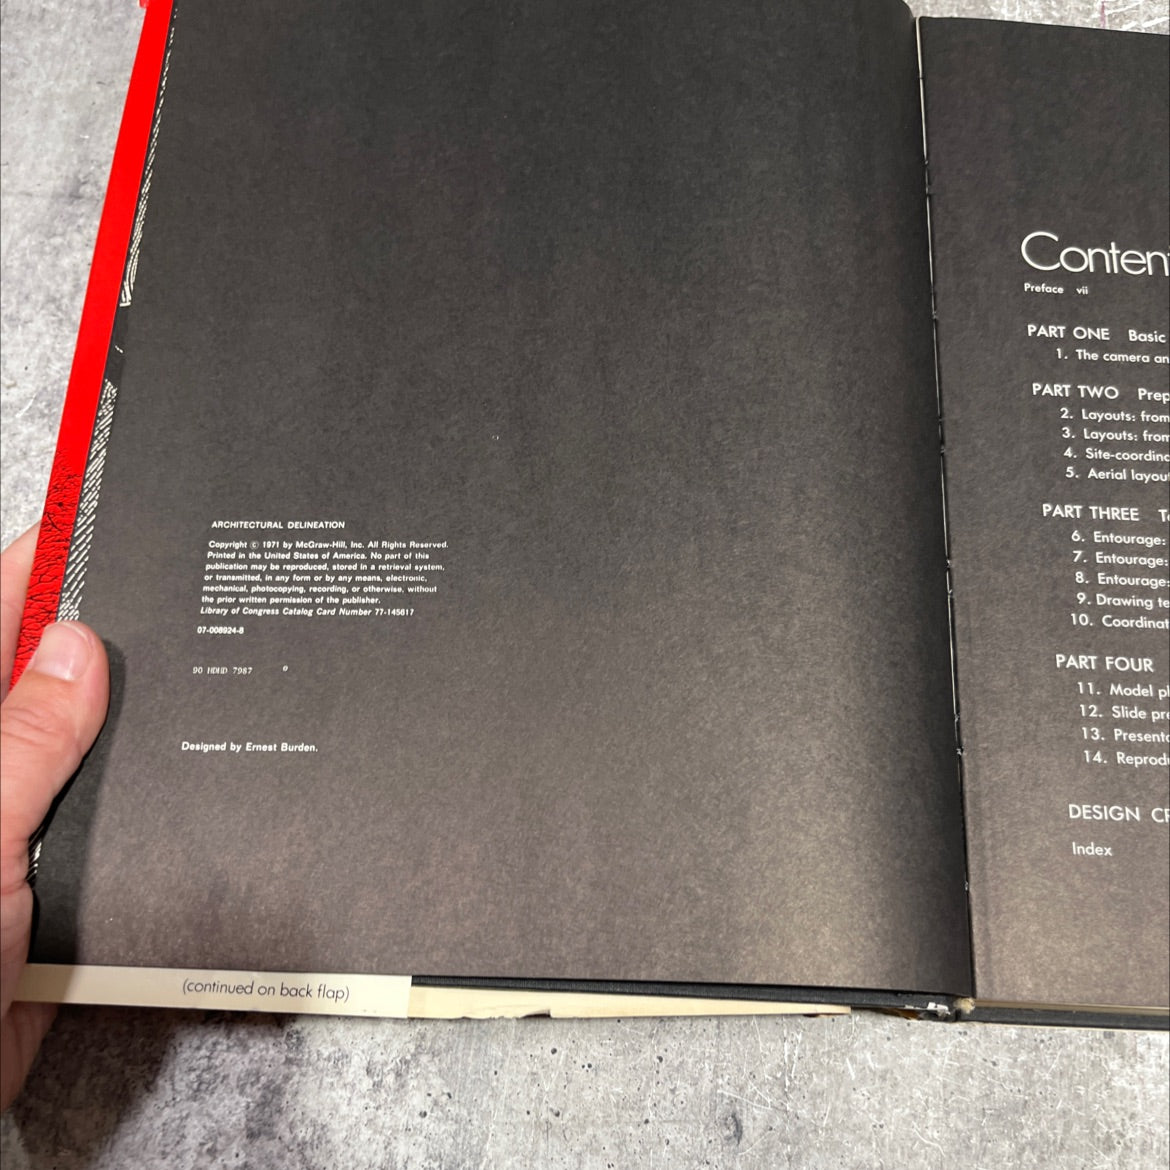 ARCHITECTURAL DELINEATION
Copyright © 1971 by McGraw-Hill, Inc. All Rights Reserved.
Printed in the United States of America. No part of this
publication may be reproduced, stored in a retrieval system,
or transmitted, in any form or by any means, electronic,
mechanical, photocopying, recording, or otherwise, without
the prior written permission of the publisher.
Library of Congress Catalog Card Number 77-145617
07-008924-8
90 HDHD 7987
Designed by Ernest Burden.
(continued on back flap)
Conten
Preface vii
PART ONE Basic
1. The camera an
PART TWO Prep
2. Layouts: from
3. Layouts: from
4. Site-coordinc
5. Aerial layou
PART THREE T
6. Entourage:
7. Entourage:
8. Entourage:
9. Drawing te
10. Coordinat
PART FOUR
11. Model pl
12. Slide pre
13. Present
14. Reprod
DESIGN CR
Index